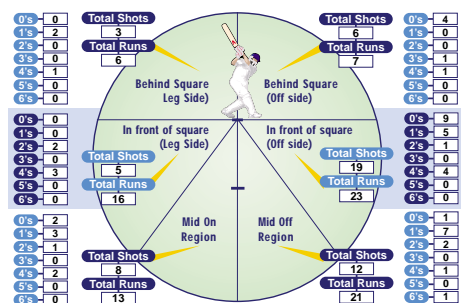 0's 0
1's 2
2's 0
3's 0
4's 1
5's 0
6's 0
Total Shots
3
Total Runs
6
Total Shots
6
Total Runs
7
0's 4
1's 0
2's 0
3's 1
4's 1
5's 0
6's 0
Behind Square
Leg Side)
Behind Square
(Off side)
0's 0
1's 0
2's 2
3's 0
4's 3
5's 0
6's 0
In front of square
(Leg Side)
Total Shots
5
Total Runs
16
In front of square
(Off side)
Total Shots
19
Total Runs
23
0's 9
1's 5
2's 1
3's 0
4's 4
5's 0
6's 0
0's 2
1's 3
2's 1
3's 0
4's 2
5's 0
6's 0
Mid On
Region
Total Shots
8
Total Runs
13
Mid Off
Region
Total Shots
12
Total Runs
21
0's 1
1's 7
2's 2
3's 0
4's 1
5's 0
6's 1